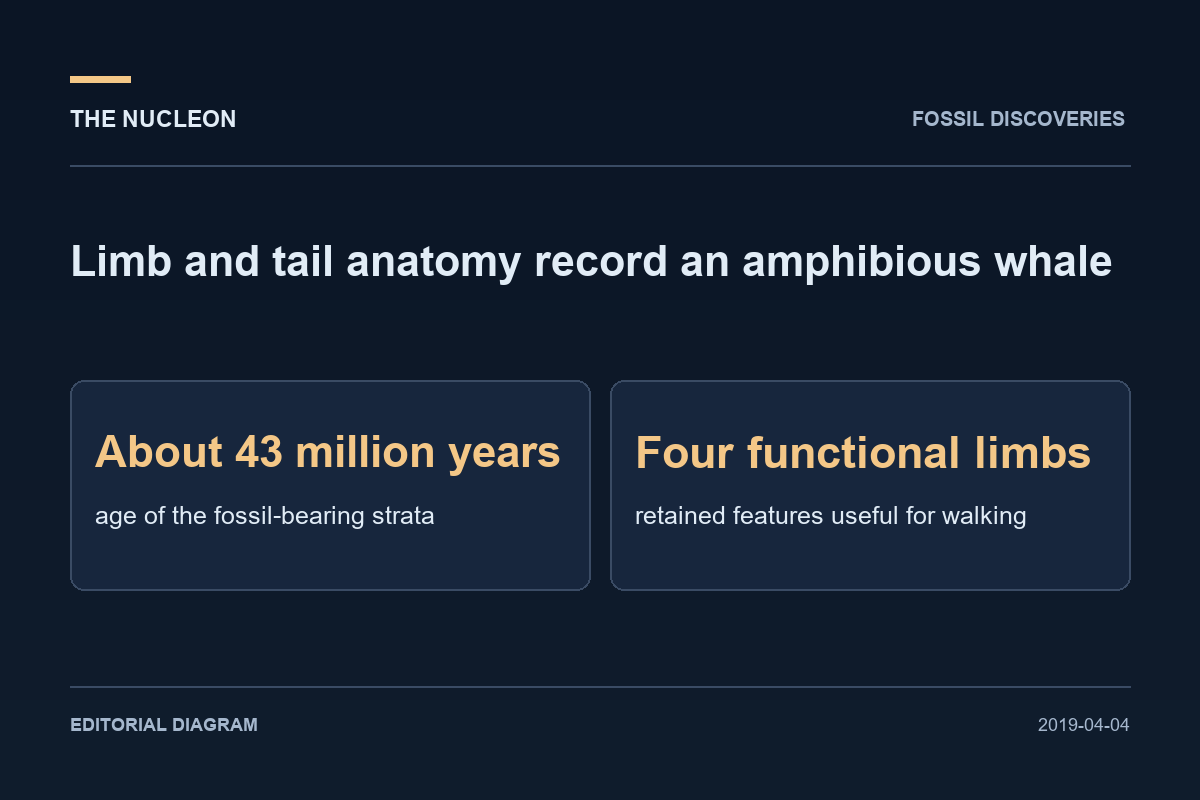 THE NUCLEON
FOSSIL DISCOVERIES
Limb and tail anatomy record an amphibious whale
About 43 million years
age of the fossil-bearing strata
Four functional limbs
retained features useful for walking
EDITORIAL DIAGRAM
2019-04-04